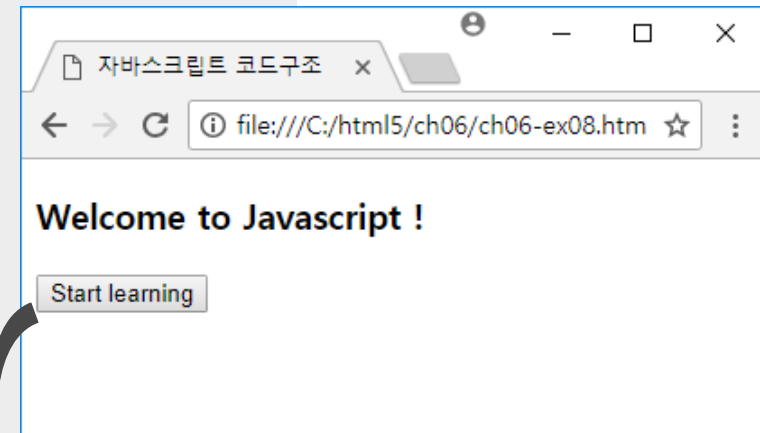 자바스크립트 코드구조
file:///C:/html5/ch06/ch06-ex08.htm
Welcome to Javascript !
Start learning